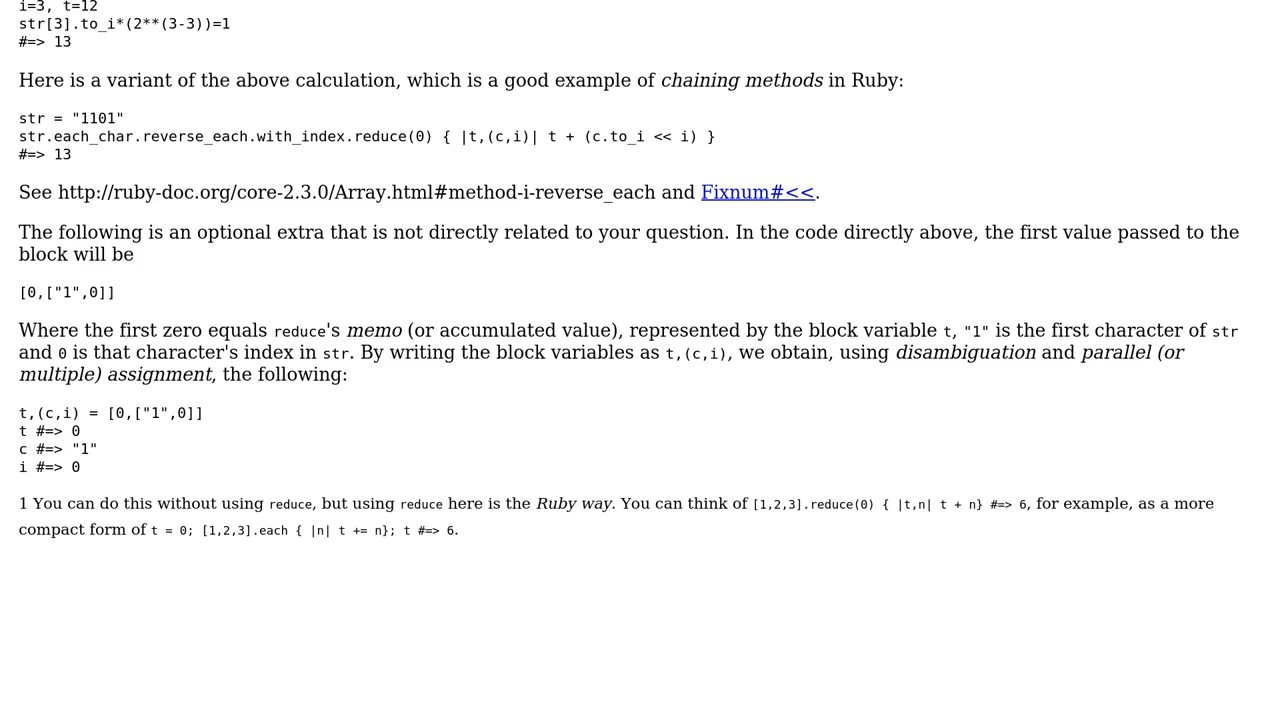 i=3, t=12
str[3].to_i*(2**(3-3))=1
#=> 13
Here is a variant of the above calculation, which is a good example of chaining methods in Ruby:
str = "1101"
str.each_char.reverse_each.with_index.reduce(0) { |t,(c,i)| t + (c.to_i << i) }
#=> 13
See http://ruby-doc.org/core-2.3.0/Array.html#method-i-reverse_each and Fixnum#<<.
The following is an optional extra that is not directly related to your question. In the code directly above, the first value passed to the
block will be
[0,["1",0]]
Where the first zero equals reduce's memo (or accumulated value), represented by the block variable t, "1" is the first character of str
and 0 is that character's index in str. By writing the block variables as t,(c,i), we obtain, using disambiguation and parallel (or
multiple) assignment, the following:
t,(c,i) = [0,["1",0]]
t #=> 0
c #=> "1"
i #=> 0
1 You can do this without using reduce, but using reduce here is the Ruby way. You can think of [1,2,3].reduce(0) { |t,n| t + n} #=> 6, for example, as a more
compact form of t = 0; [1,2,3].each { |n| t += n}; t #=> 6.